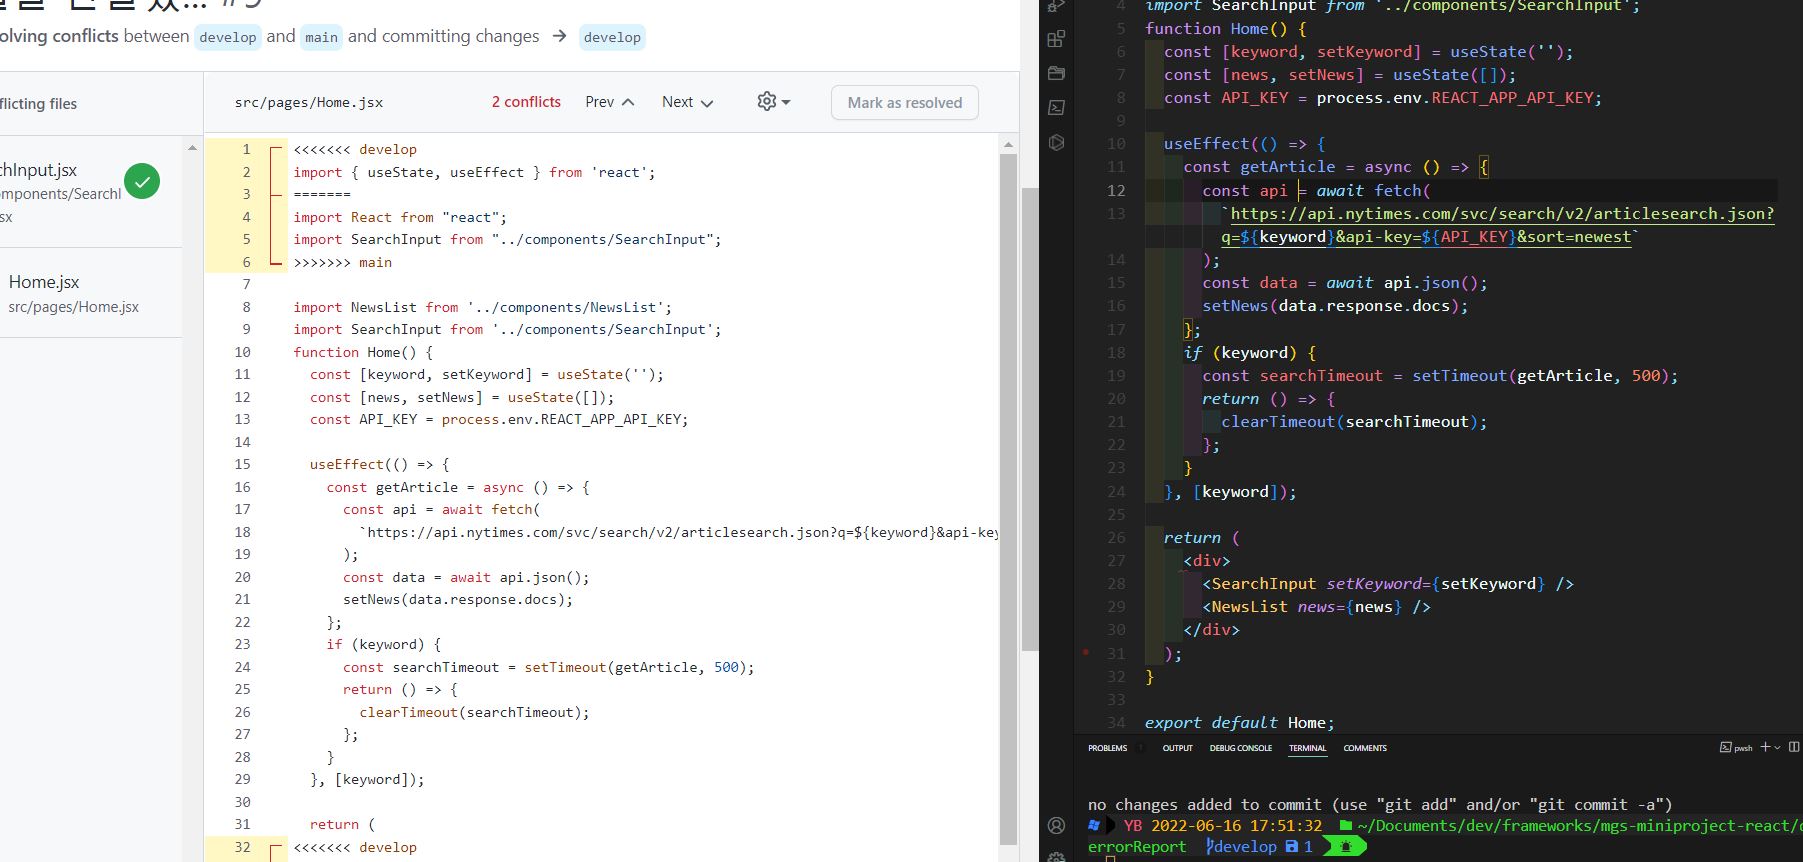 olving conflicts between develop and main and committing changes → develop
flicting files
src/pages/Home.jsx 2 conflicts Prev Next Mark as resolved
chInput.jsx
mponents/SearchI
sx
Home.jsx
src/pages/Home.jsx
1 <<<<<<< develop
2 import { useState, useEffect } from 'react';
3 =======
4 import React from "react";
5 import SearchInput from "../components/SearchInput";
6 >>>>>>> main
7
8 import NewsList from '../components/NewsList';
9 import SearchInput from '../components/SearchInput';
10 function Home() {
11 const [keyword, setKeyword] = useState('');
12 const [news, setNews] = useState([]);
13 const API_KEY = process.env.REACT_APP_API_KEY;
14
15 useEffect(() => {
16 const getArticle = async () => {
17 const api = await fetch(
18 `https://api.nytimes.com/svc/search/v2/articlesearch.json?q=${keyword}&api-key
19 );
20 const data = await api.json();
21 setNews(data.response.docs);
22 };
23 if (keyword) {
24 const searchTimeout = setTimeout(getArticle, 500);
25 return () => {
26 clearTimeout(searchTimeout);
27 };
28 }
29 }, [keyword]);
30
31 return (
32 <<<<<<< develop
4 import SearchInput from '../components/SearchInput';
5 function Home() {
6 const [keyword, setKeyword] = useState('');
7 const [news, setNews] = useState([]);
8 const API_KEY = process.env.REACT_APP_API_KEY;
9
10 useEffect(() => {
11 const getArticle = async () => {
12 const api = await fetch(
13 `https://api.nytimes.com/svc/search/v2/articlesearch.json?
q=${keyword}&api-key=${API_KEY}&sort=newest`
14 );
15 const data = await api.json();
16 setNews(data.response.docs);
17 };
18 if (keyword) {
19 const searchTimeout = setTimeout(getArticle, 500);
20 return () => {
21 clearTimeout(searchTimeout);
22 };
23 }
24 }, [keyword]);
25
26 return (
27 <div>
28 <SearchInput setKeyword={setKeyword} />
29 <NewsList news={news} />
30 </div>
31 );
32 }
33
34 export default Home;
PROBLEMS 1 OUTPUT DEBUG CONSOLE TERMINAL COMMENTS pwsh
no changes added to commit (use "git add" and/or "git commit -a")
YB 2022-06-16 17:51:32 ~/Documents/dev/frameworks/mgs-miniproject-react/
errorReport develop 1